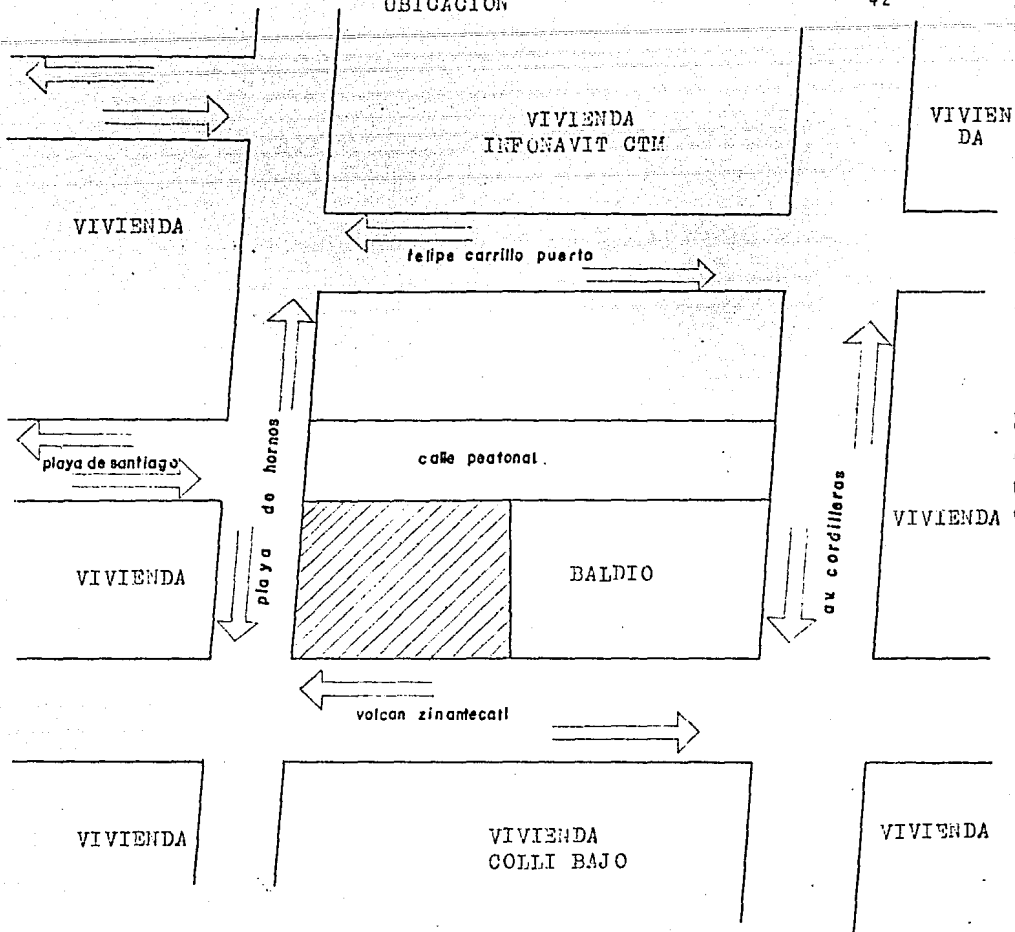 UBICACION
42
VIVIENDA
INFONAVIT CTM
VIVIEN
DA
VIVIENDA
felipe carrillo puerto
playa de santiago
playa de hornos
calle peatonal
av. cordilleras
VIVIENDA
VIVIENDA
BALDIO
volcan zinantecatl
VIVIENDA
VIVIENDA
COLLI BAJO
VIVIENDA